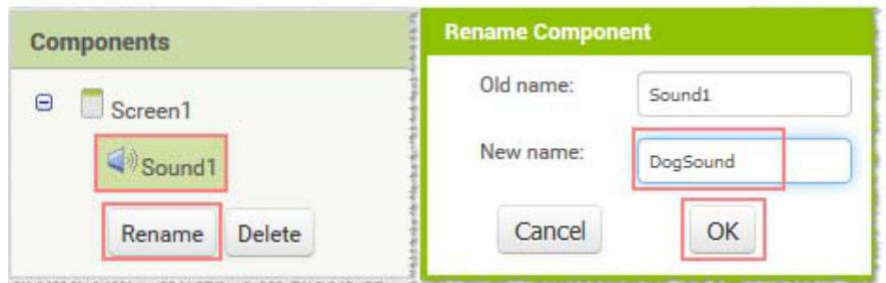 Components
Screen1
Sound1
Rename Delete
Rename Component
Old name: Sound1
New name: DogSound
Cancel OK